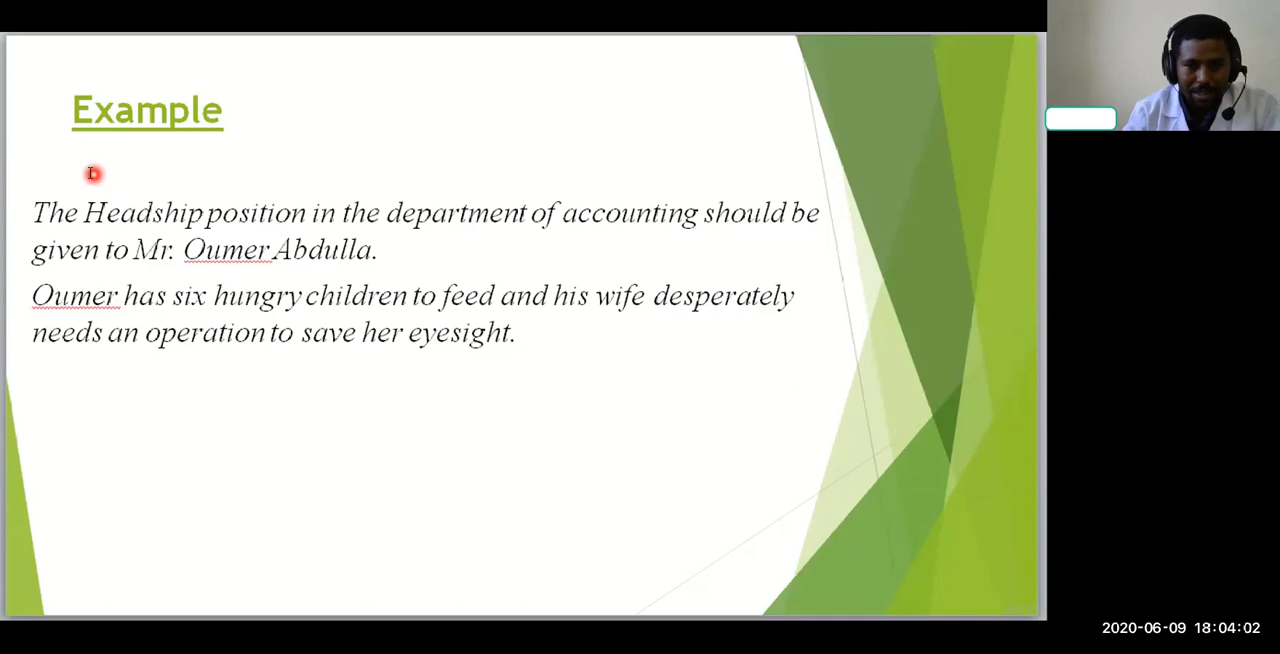 Example
The Headship position in the department of accounting should be
given to Mr. Oumer Abdulla.
Oumer has six hungry children to feed and his wife desperately
needs an operation to save her eyesight.
2020-06-09 18:04:02